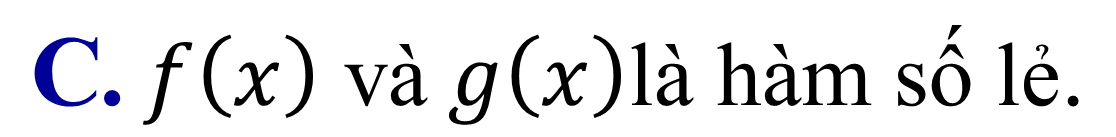 C. f(x) và g(x)là hàm số lẻ.